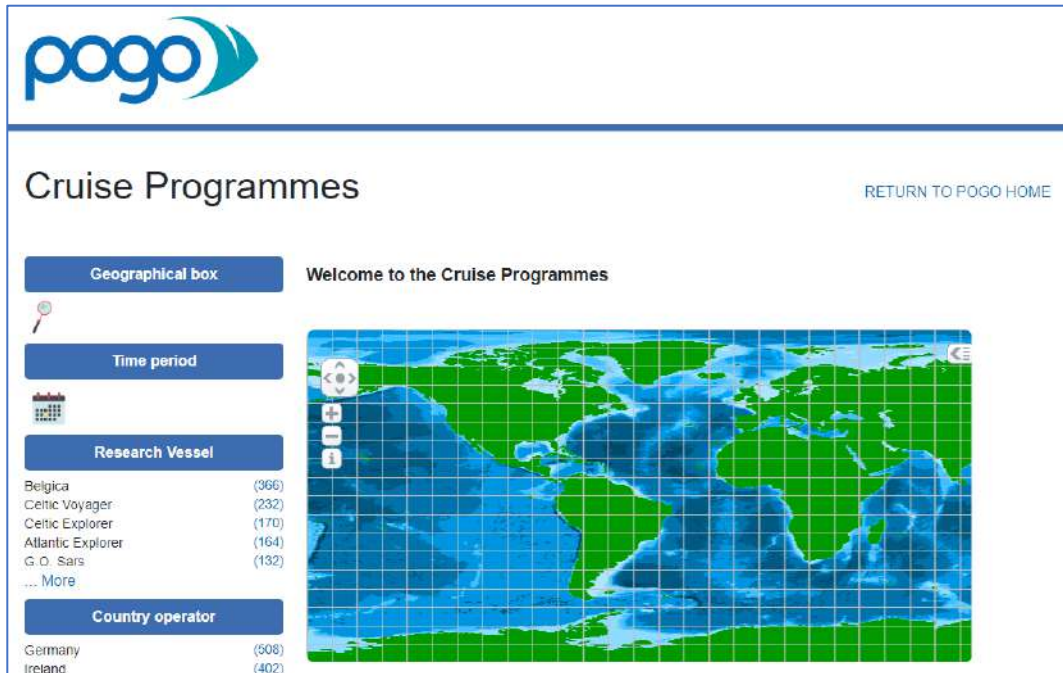 pogo
Cruise Programmes
RETURN TO POGO HOME
Geographical box
Time period
Research Vessel
Belgica (366)
Celtic Voyager (232)
Celtic Explorer (170)
Atlantic Explorer (164)
G.O. Sars (132)
... More
Country operator
Germany (508)
Ireland (402)
Welcome to the Cruise Programmes